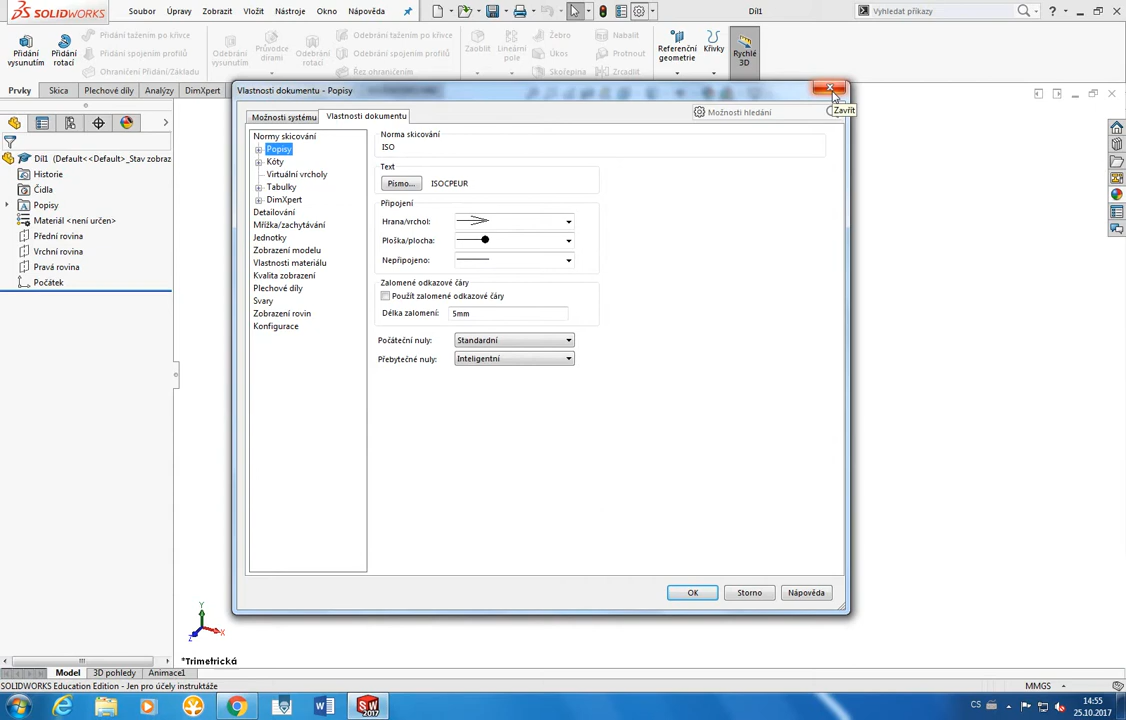 SOLIDWORKS
Soubor Úpravy Zobrazit Vložit Nástroje Okno Nápověda
Díl1
Vyhledat příkazy
Přidání vysunutím
Přidání rotací
Přidání tažením po křivce
Přidání spojením profilů
Ohraničení Přidání/Základu
Odebrání vysunutím
Průvodce dírami
Odebrání rotací
Odebrání tažením po křivce
Odebrání spojením profilů
Řez ohraničením
Zaoblit
Lineární pole
Žebro
Úkos
Skořepina
Nabalit
Protnout
Zrcadlit
Referenční geometrie
Křivky
Rychlé 3D
Prvky Skica Plechové díly Analýzy DimXpert
Díl1 (Default<<Default>_Stav zobraz
Historie
Čidla
Popisy
Materiál <není určen>
Přední rovina
Vrchní rovina
Pravá rovina
Počátek
Vlastnosti dokumentu - Popisy
Zavřít
Možnosti systému Vlastnosti dokumentu
Možnosti hledání
Normy skicování
Popisy
Kóty
Virtuální vrcholy
Tabulky
DimXpert
Detailování
Mřížka/zachytávání
Jednotky
Zobrazení modelu
Vlastnosti materiálu
Kvalita zobrazení
Plechové díly
Svary
Zobrazení rovin
Konfigurace
Norma skicování
ISO
Text
Písmo... ISOCPEUR
Připojení
Hrana/vrchol:
Ploška/plocha:
Nepřipojeno:
Zalomené odkazové čáry
Použít zalomené odkazové čáry
Délka zalomení: 5mm
Počáteční nuly: Standardní
Přebytečné nuly: Inteligentní
OK Storno Nápověda
Y
X
Z
*Trimetrická
Model 3D pohledy Animace1
SOLIDWORKS Education Edition - Jen pro účely instruktáže
MMGS
W
SW
2017
CS
14:55
25.10.2017